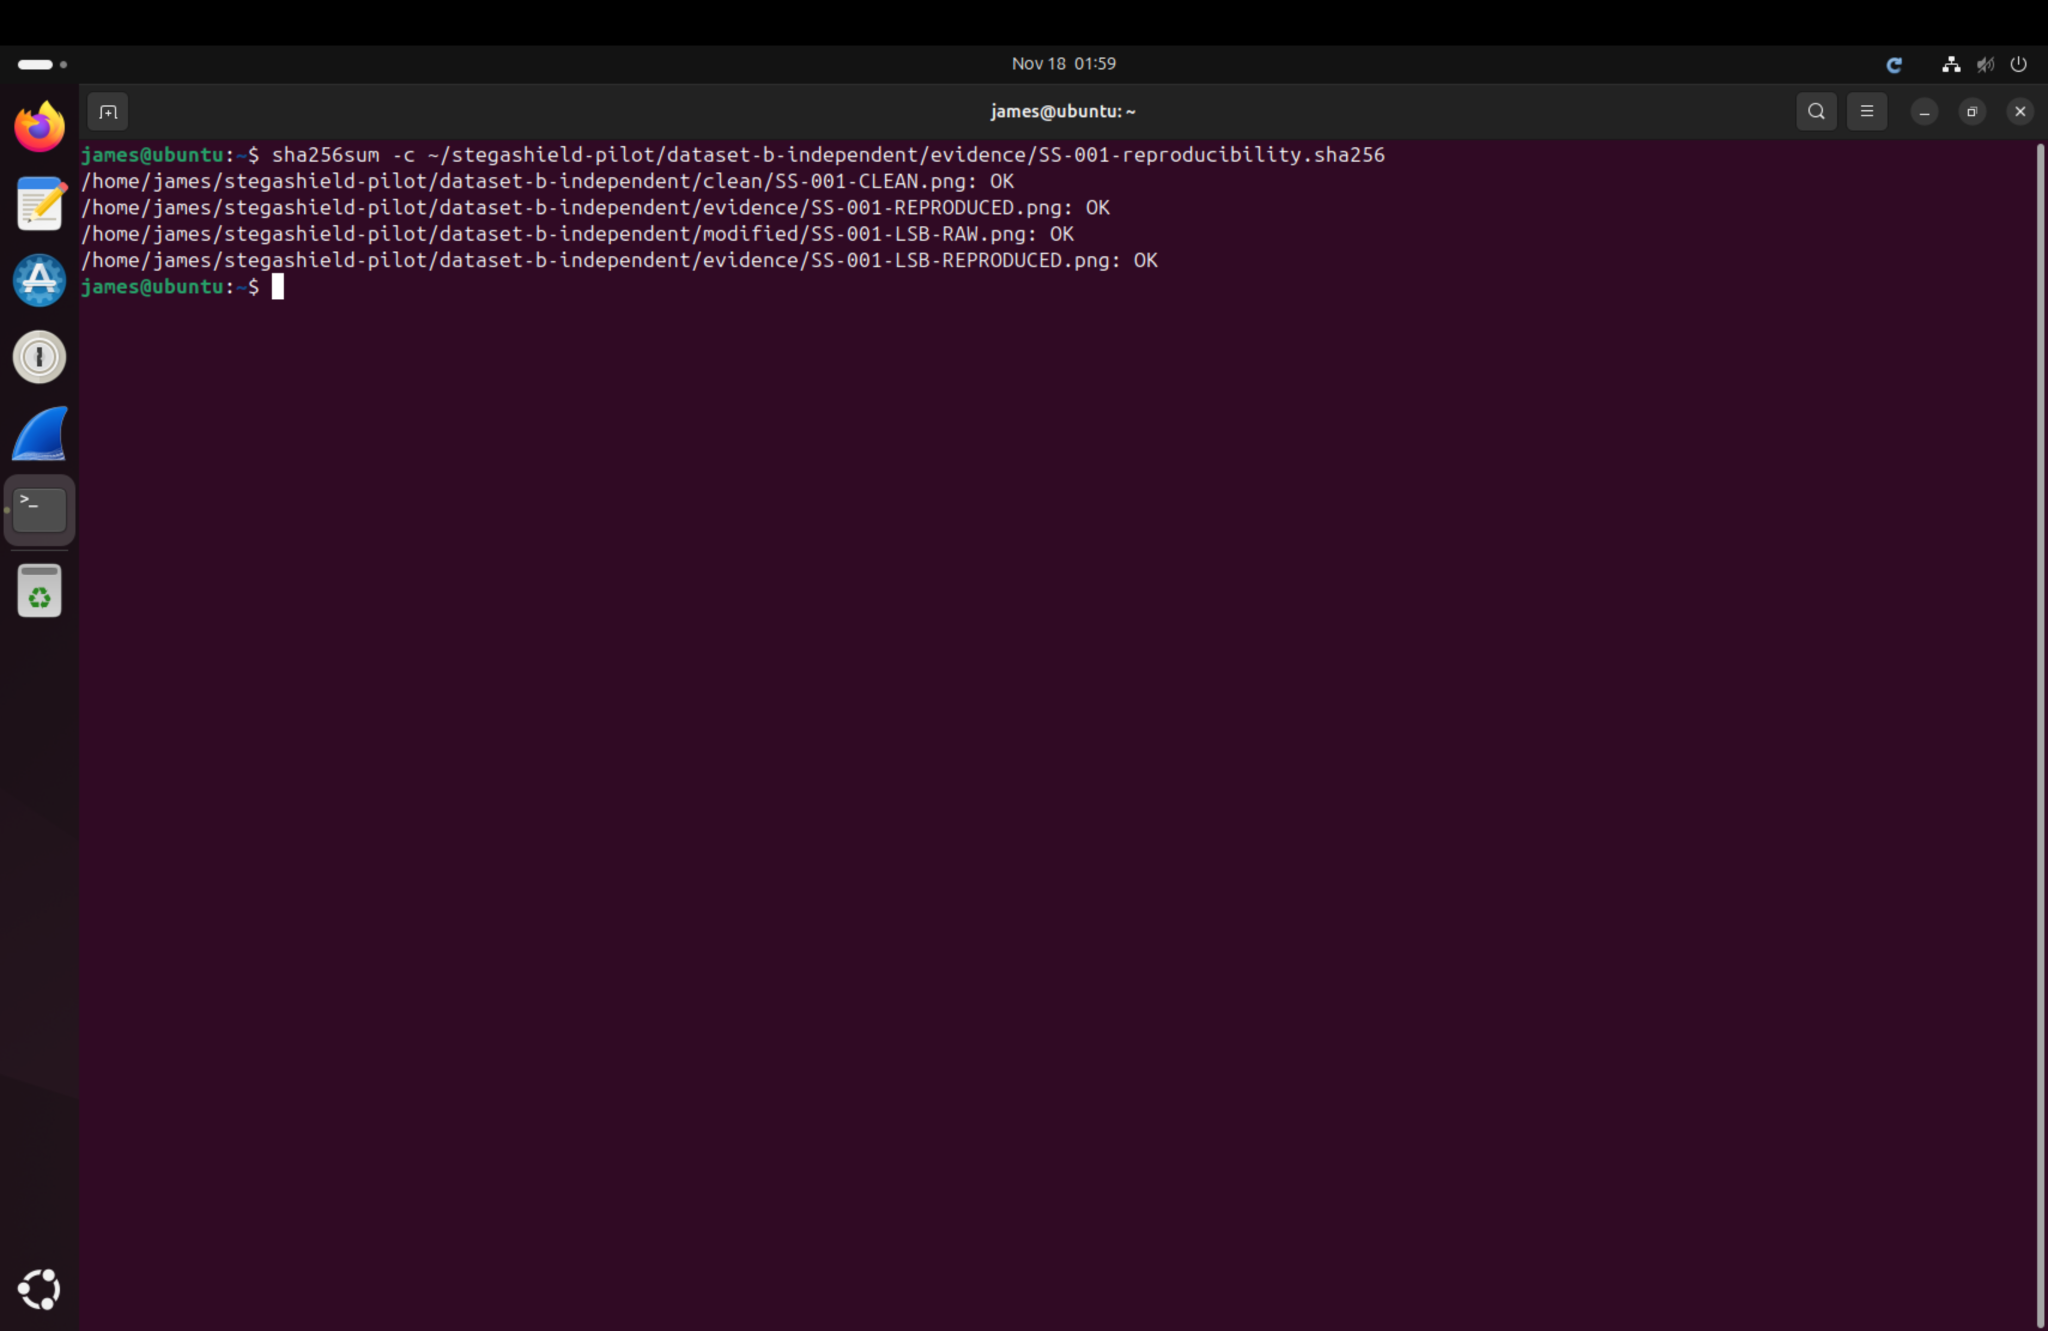 Nov 18 01:59
james@ubuntu: ~
james@ubuntu:~$ sha256sum -c ~/stegashield-pilot/dataset-b-independent/evidence/SS-001-reproducibility.sha256
/home/james/stegashield-pilot/dataset-b-independent/clean/SS-001-CLEAN.png: OK
/home/james/stegashield-pilot/dataset-b-independent/evidence/SS-001-REPRODUCED.png: OK
/home/james/stegashield-pilot/dataset-b-independent/modified/SS-001-LSB-RAW.png: OK
/home/james/stegashield-pilot/dataset-b-independent/evidence/SS-001-LSB-REPRODUCED.png: OK
james@ubuntu:~$